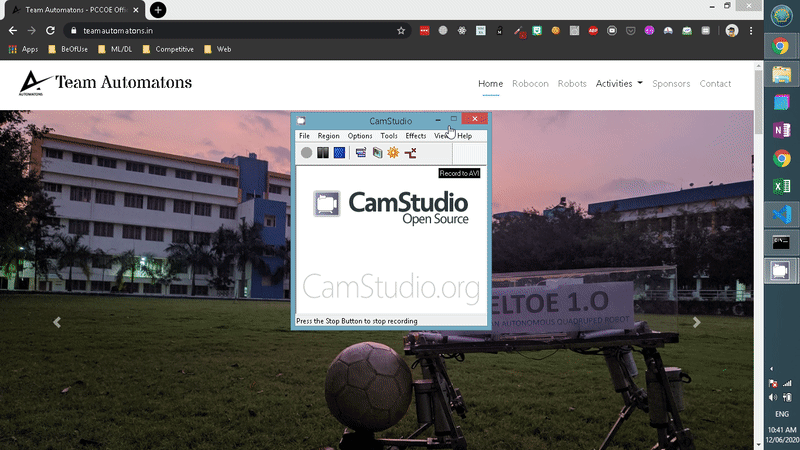 Team Automatons - PCCOE Offi
teamautomatons.in
Apps
BeOfUse
ML/DL
Competitive
Web
AUTOMATONS
Team Automatons
Home
Robocon
Robots
Activities
Sponsors
Contact
CamStudio
File
Region
Options
Tools
Effects
View
Help
Record to AVI
CamStudio
Open Source
CamStudio.org
Press the Stop Button to stop recording
ELTOE 1.O
AN AUTONOMOUS QUADRUPED ROBOT
ENG
10:41 AM
12/06/2020